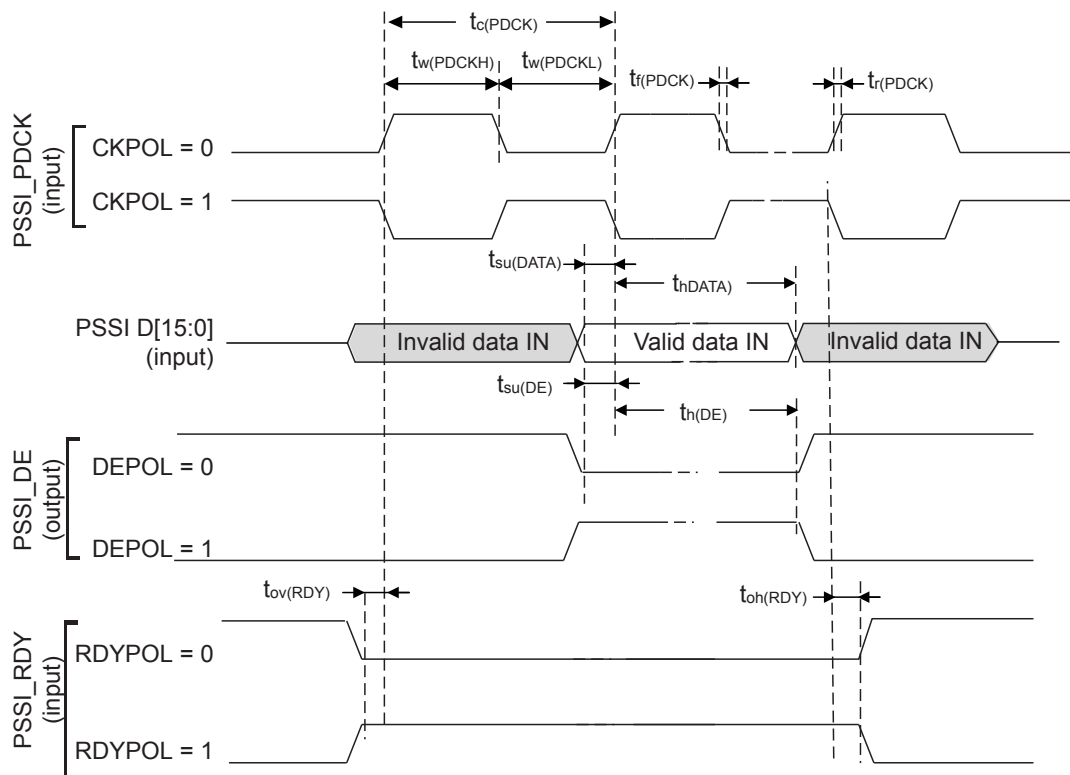 tc(PDCK)
tw(PDCKH) tw(PDCKL) tf(PDCK) tr(PDCK)
PSSI_PDCK
(input)
CKPOL = 0
CKPOL = 1
tsu(DATA)
thDATA)
PSSI D[15:0]
(input)
Invalid data IN Valid data IN Invalid data IN
tsu(DE)
th(DE)
PSSI_DE
(output)
DEPOL = 0
DEPOL = 1
tov(RDY) toh(RDY)
PSSI_RDY
(input)
RDYPOL = 0
RDYPOL = 1